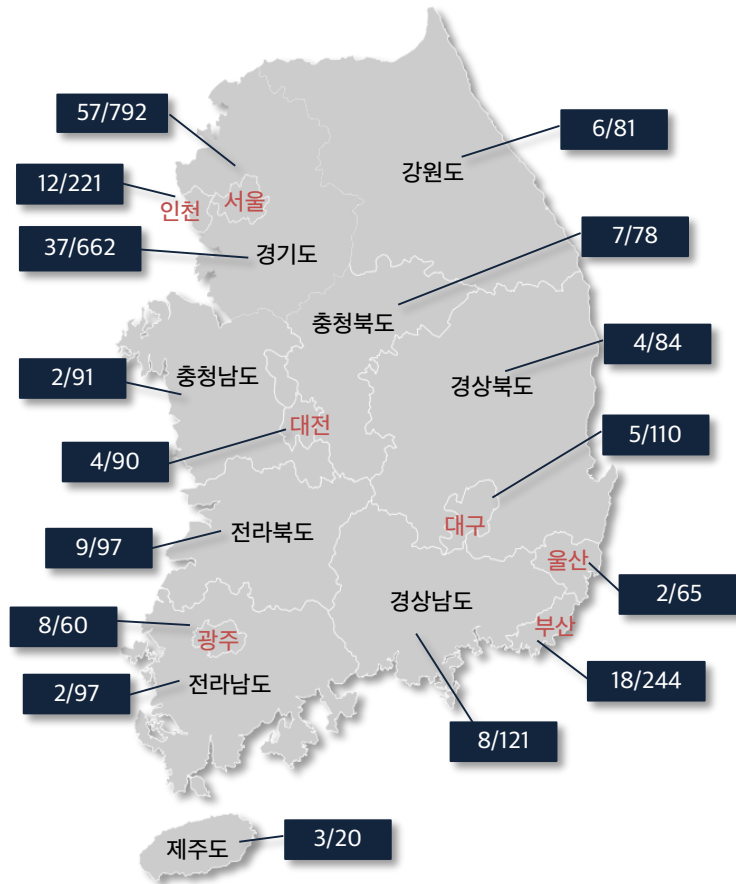 57/792
6/81
강원도
12/221
인천
서울
37/662
경기도
7/78
충청북도
2/91
충청남도
4/84
경상북도
대전
4/90
5/110
대구
9/97
전라북도
울산
2/65
경상남도
8/60
광주
부산
2/97
전라남도
18/244
8/121
제주도
3/20